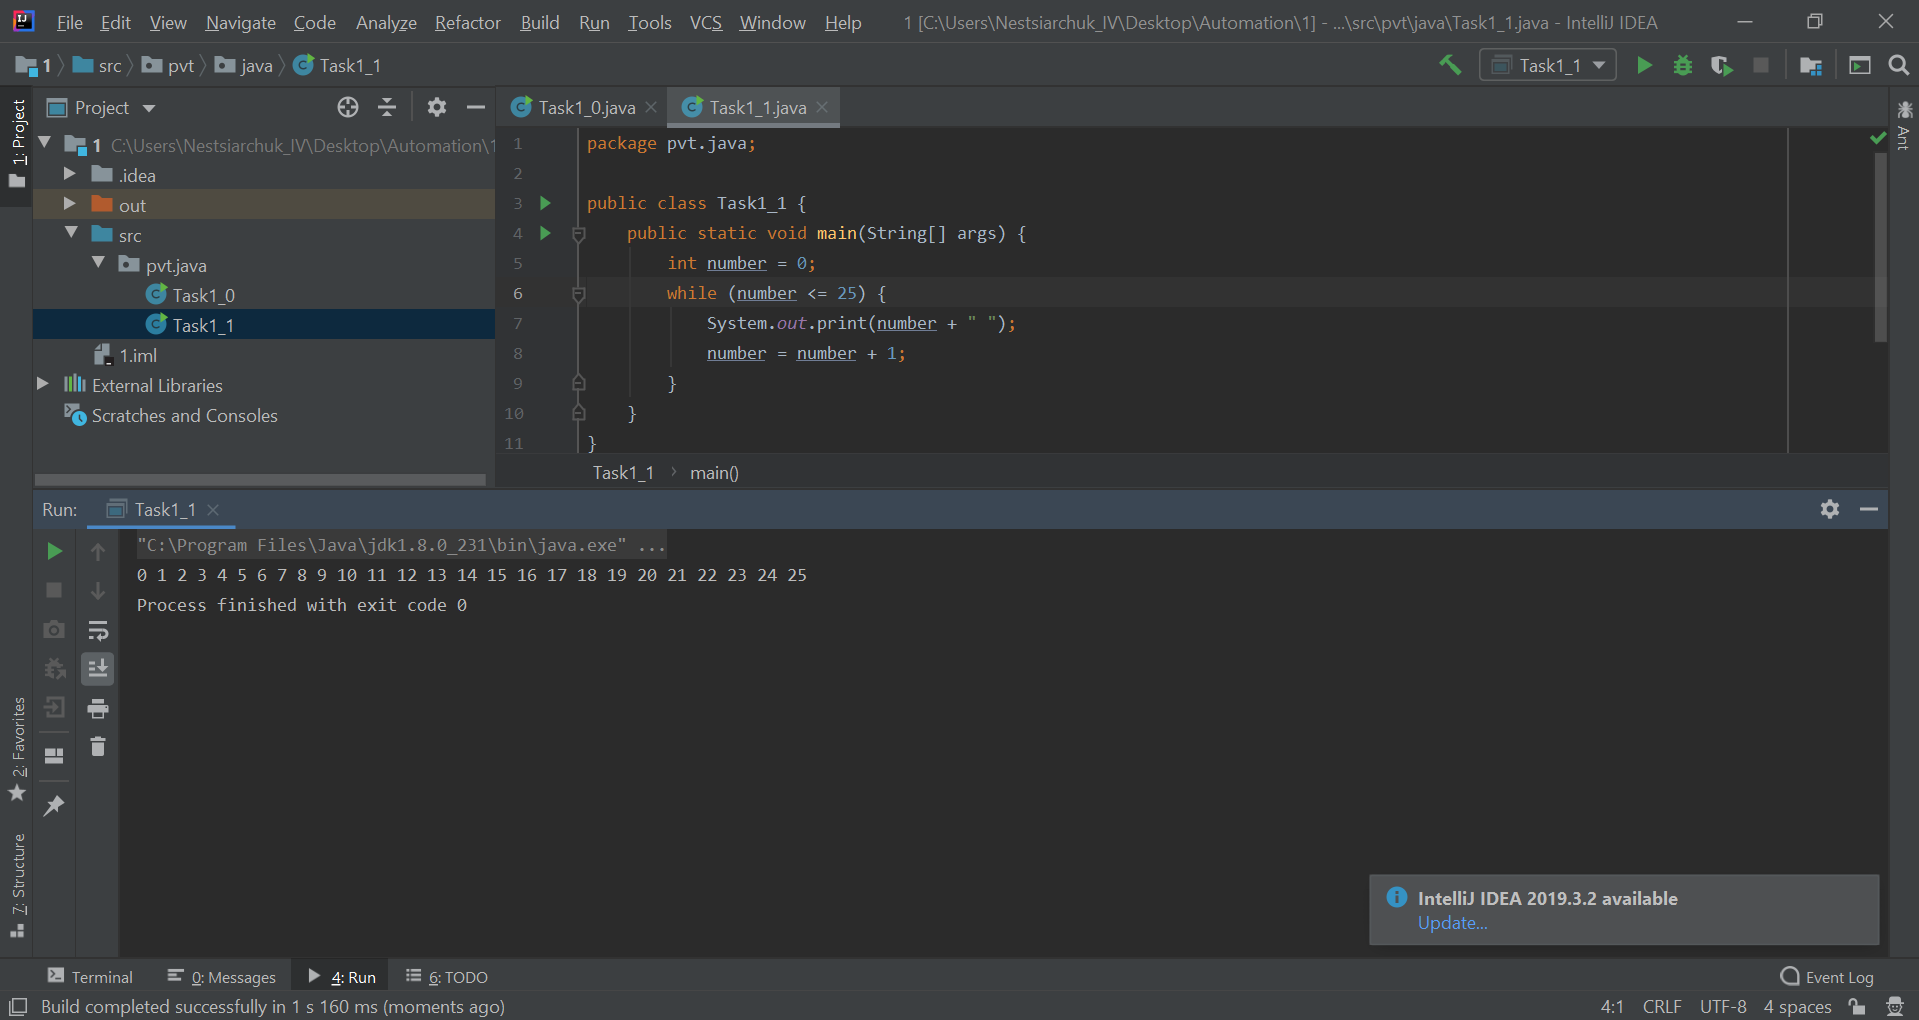 File Edit View Navigate Code Analyze Refactor Build Run Tools VCS Window Help 1 [C:\Users\Nestsiarchuk_IV\Desktop\Automation\1] - ...\src\pvt\java\Task1_1.java - IntelliJ IDEA
1 src pvt java Task1_1 Task1_1
1: Project
Project
1 C:\Users\Nestsiarchuk_IV\Desktop\Automation\1
.idea
out
src
pvt.java
Task1_0
Task1_1
1.iml
External Libraries
Scratches and Consoles
Task1_0.java Task1_1.java
1 package pvt.java;
2
3 public class Task1_1 {
4 public static void main(String[] args) {
5 int number = 0;
6 while (number <= 25) {
7 System.out.print(number + " ");
8 number = number + 1;
9 }
10 }
11 }
Task1_1 › main()
Ant
Run: Task1_1
"C:\Program Files\Java\jdk1.8.0_231\bin\java.exe" ...
0 1 2 3 4 5 6 7 8 9 10 11 12 13 14 15 16 17 18 19 20 21 22 23 24 25
Process finished with exit code 0
2: Favorites
7: Structure
IntelliJ IDEA 2019.3.2 available
Update...
Terminal 0: Messages 4: Run 6: TODO Event Log
Build completed successfully in 1 s 160 ms (moments ago) 4:1 CRLF UTF-8 4 spaces